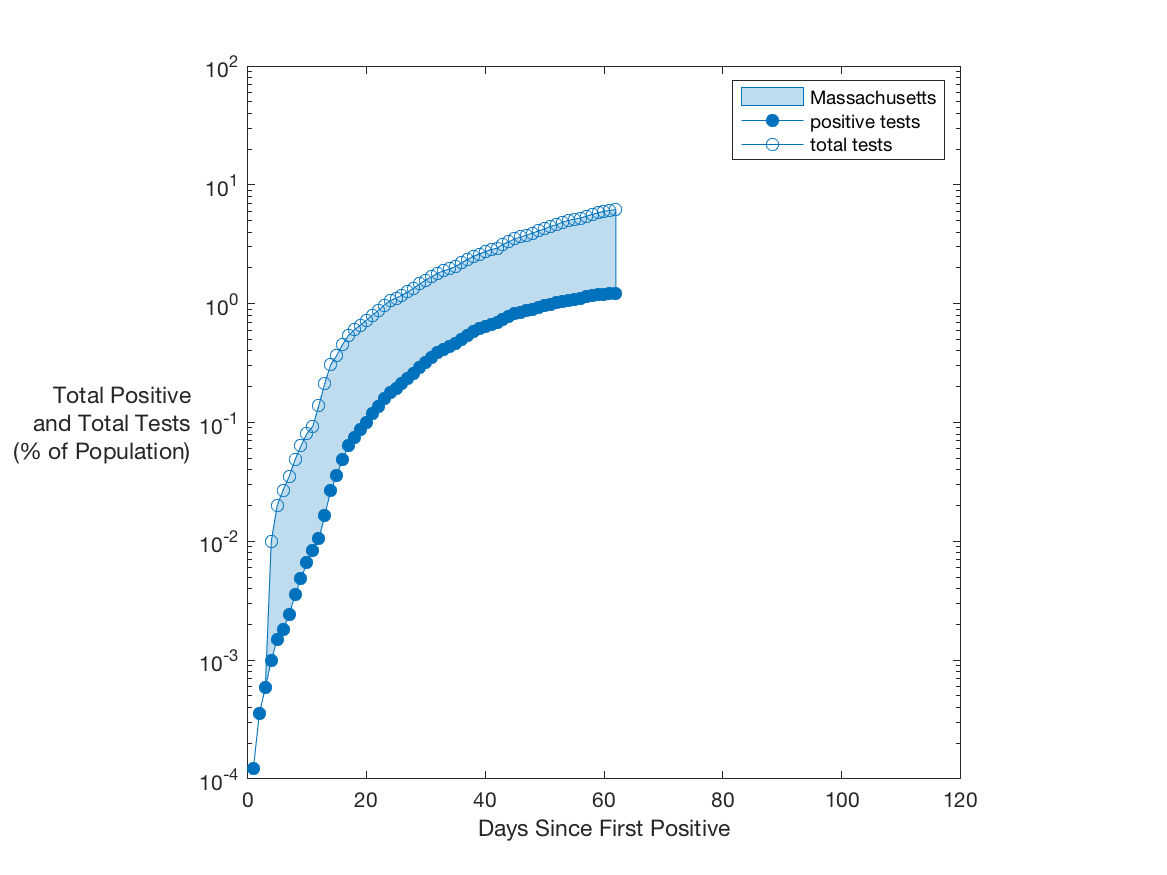 10^2
10^1
10^0
10^-1
10^-2
10^-3
10^-4
Total Positive
and Total Tests
(% of Population)
Massachusetts
positive tests
total tests
0 20 40 60 80 100 120
Days Since First Positive